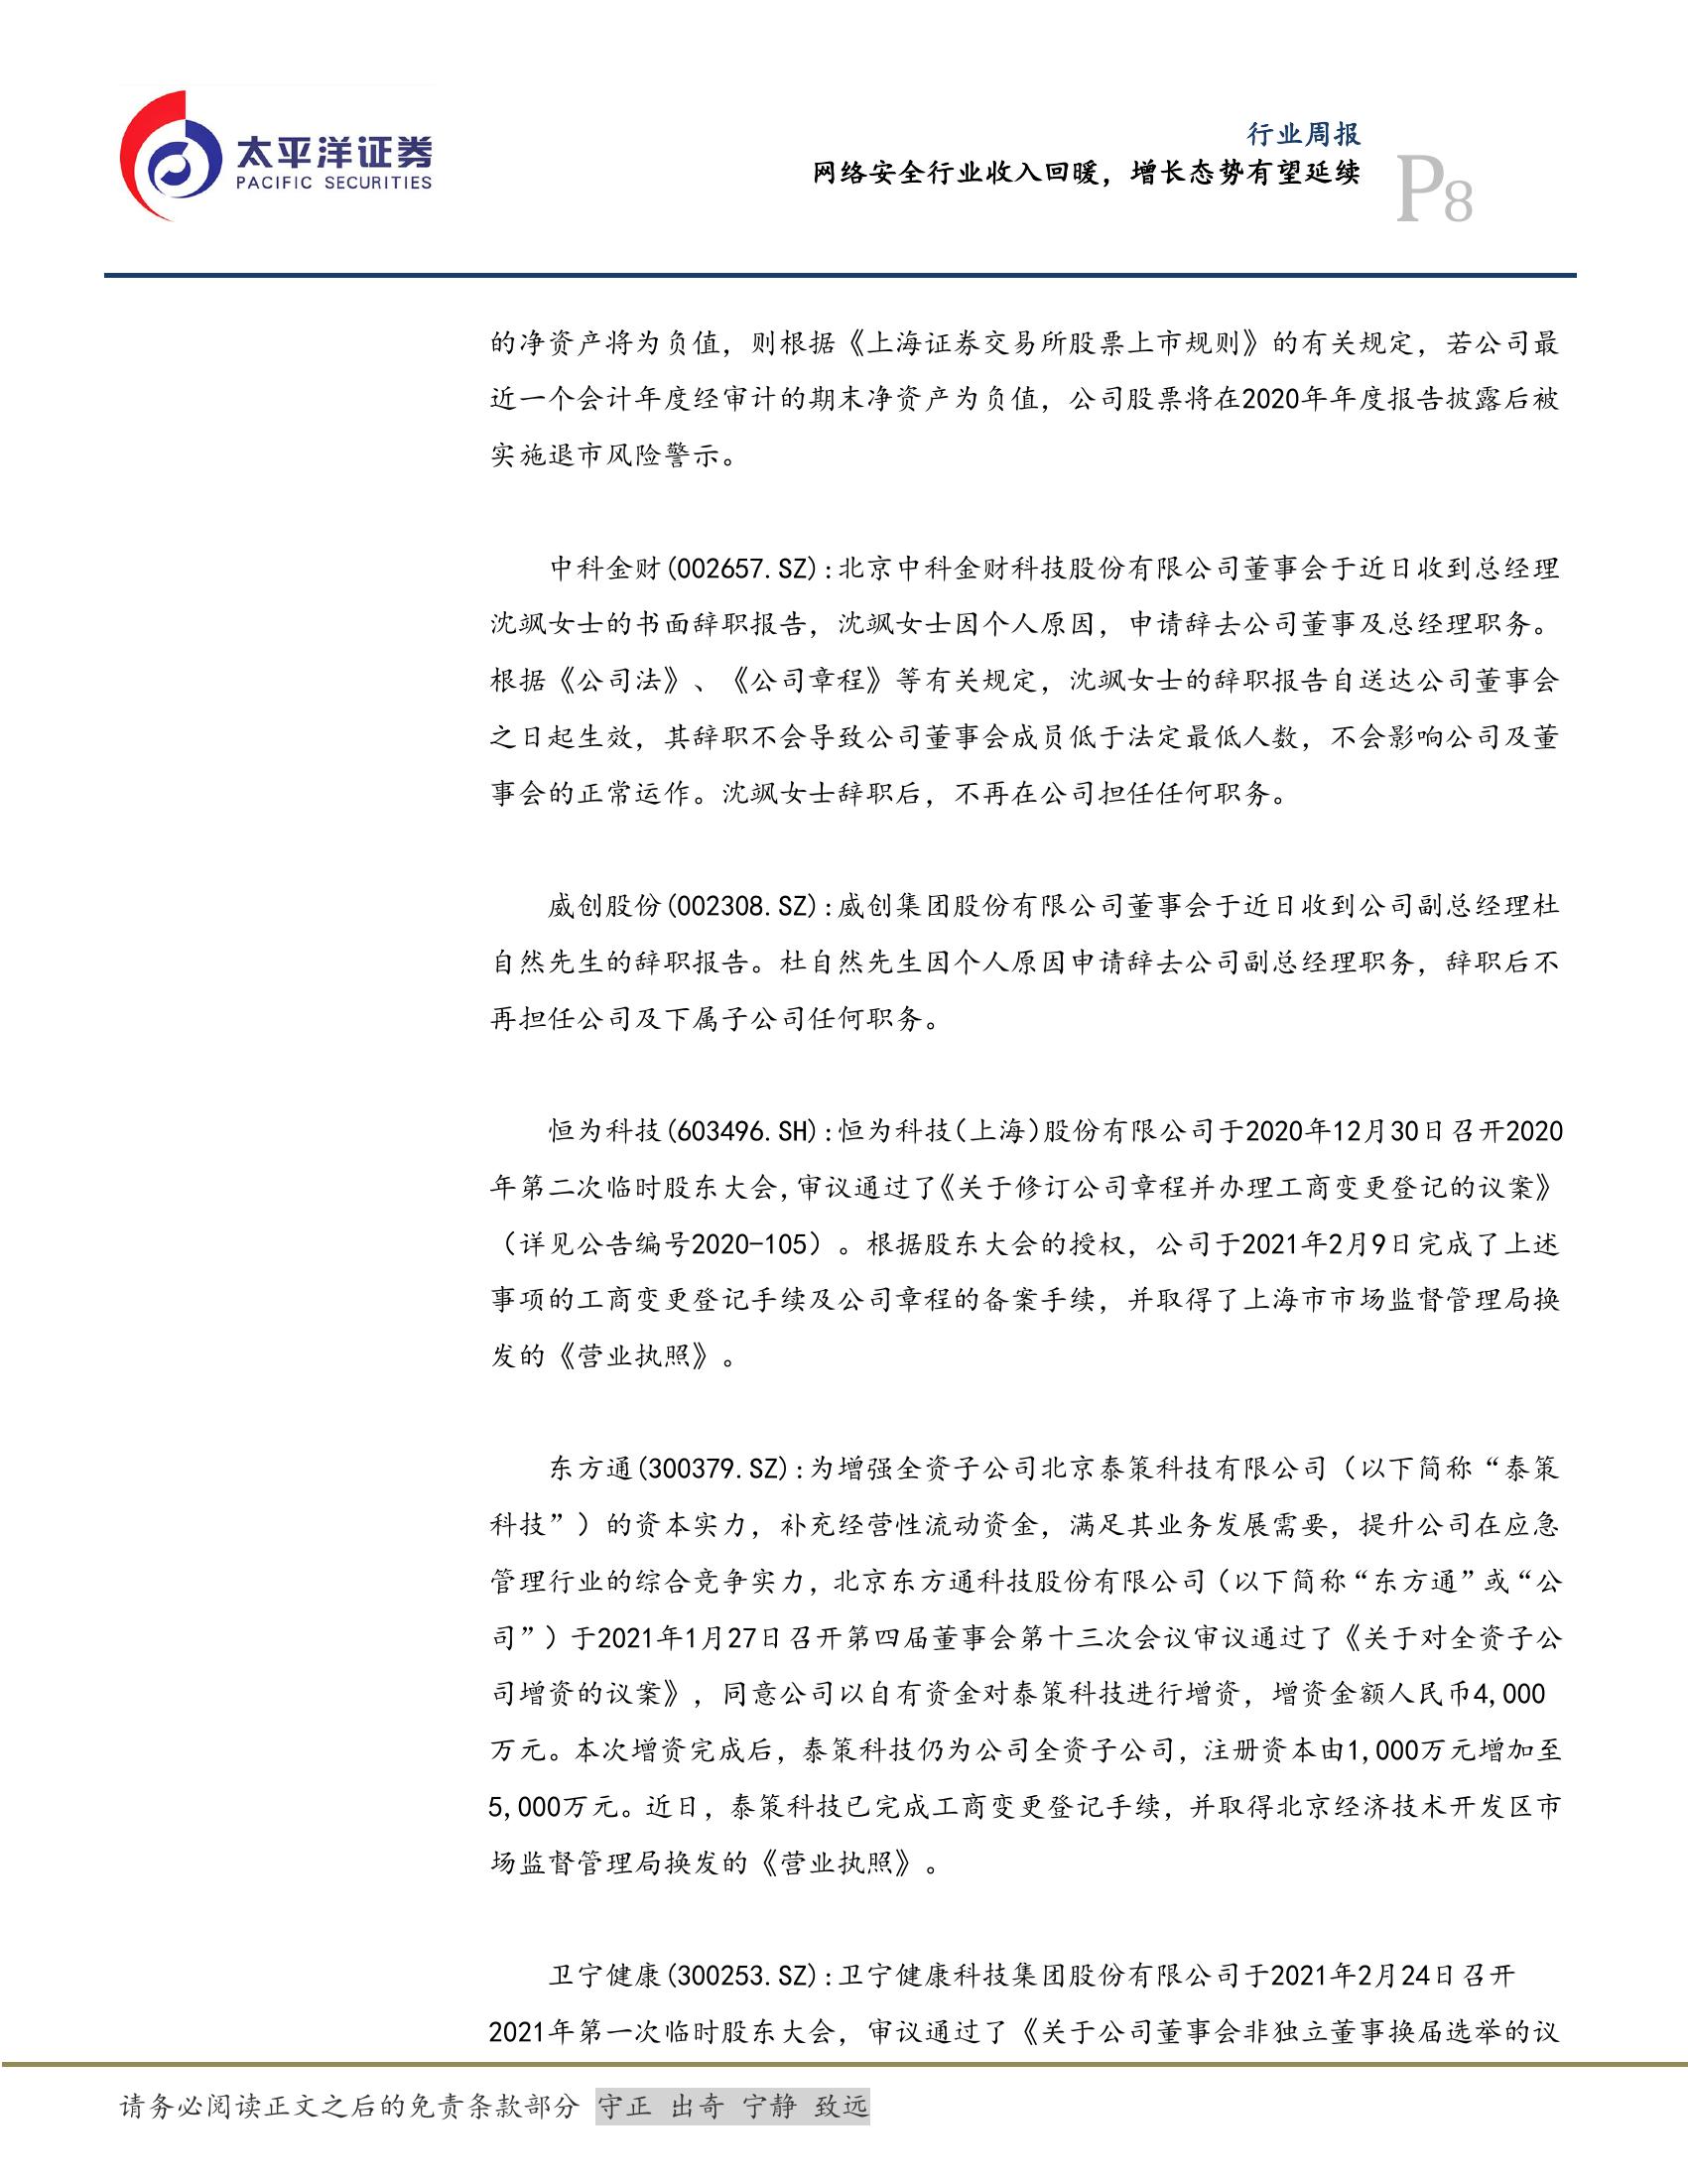 太平洋证券
PACIFIC SECURITIES
行业周报
网络安全行业收入回暖，增长态势有望延续
P8
的净资产将为负值，则根据《上海证券交易所股票上市规则》的有关规定，若公司最
近一个会计年度经审计的期末净资产为负值，公司股票将在2020年年度报告披露后被
实施退市风险警示。
中科金财(002657.SZ):北京中科金财科技股份有限公司董事会于近日收到总经理
沈飒女士的书面辞职报告，沈飒女士因个人原因，申请辞去公司董事及总经理职务。
根据《公司法》、《公司章程》等有关规定，沈飒女士的辞职报告自送达公司董事会
之日起生效，其辞职不会导致公司董事会成员低于法定最低人数，不会影响公司及董
事会的正常运作。沈飒女士辞职后，不再在公司担任任何职务。
威创股份(002308.SZ):威创集团股份有限公司董事会于近日收到公司副总经理杜
自然先生的辞职报告。杜自然先生因个人原因申请辞去公司副总经理职务，辞职后不
再担任公司及下属子公司任何职务。
恒为科技(603496.SH):恒为科技(上海)股份有限公司于2020年12月30日召开2020
年第二次临时股东大会,审议通过了《关于修订公司章程并办理工商变更登记的议案》
（详见公告编号2020-105）。根据股东大会的授权，公司于2021年2月9日完成了上述
事项的工商变更登记手续及公司章程的备案手续，并取得了上海市市场监督管理局换
发的《营业执照》。
东方通(300379.SZ):为增强全资子公司北京泰策科技有限公司（以下简称“泰策
科技”）的资本实力，补充经营性流动资金，满足其业务发展需要，提升公司在应急
管理行业的综合竞争实力，北京东方通科技股份有限公司（以下简称“东方通”或“公
司”）于2021年1月27日召开第四届董事会第十三次会议审议通过了《关于对全资子公
司增资的议案》，同意公司以自有资金对泰策科技进行增资，增资金额人民币4,000
万元。本次增资完成后，泰策科技仍为公司全资子公司，注册资本由1,000万元增加至
5,000万元。近日，泰策科技已完成工商变更登记手续，并取得北京经济技术开发区市
场监督管理局换发的《营业执照》。
卫宁健康(300253.SZ):卫宁健康科技集团股份有限公司于2021年2月24日召开
2021年第一次临时股东大会，审议通过了《关于公司董事会非独立董事换届选举的议
请务必阅读正文之后的免责条款部分 守正 出奇 宁静 致远